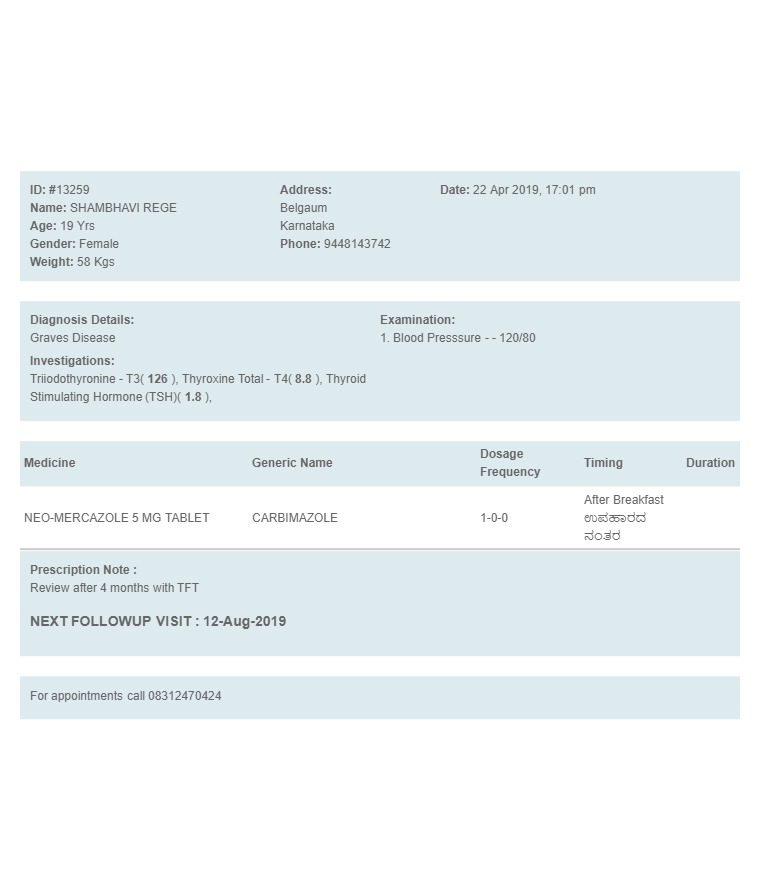 ID: #13259
Name: SHAMBHAVI REGE
Age: 19 Yrs
Gender: Female
Weight: 58 Kgs
Address:
Belgaum
Karnataka
Phone: 9448143742
Date: 22 Apr 2019, 17:01 pm
Diagnosis Details:
Graves Disease
Investigations:
Triiodothyronine - T3( 126 ), Thyroxine Total - T4( 8.8 ), Thyroid
Stimulating Hormone (TSH)( 1.8 ),
Examination:
1. Blood Presssure - - 120/80
Medicine Generic Name Dosage Frequency Timing Duration
NEO-MERCAZOLE 5 MG TABLET CARBIMAZOLE 1-0-0 After Breakfast
ಉಪಹಾರದ
ನಂತರ
Prescription Note :
Review after 4 months with TFT
NEXT FOLLOWUP VISIT : 12-Aug-2019
For appointments call 08312470424